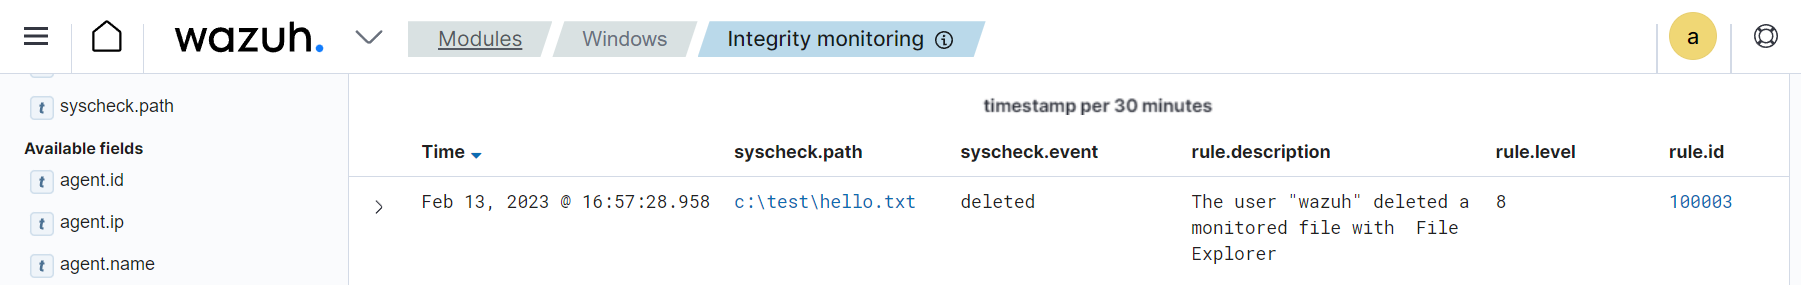 wazuh.
Modules
Windows
Integrity monitoring
a
t syscheck.path
Available fields
t agent.id
t agent.ip
t agent.name
timestamp per 30 minutes
Time syscheck.path syscheck.event rule.description rule.level rule.id
Feb 13, 2023 @ 16:57:28.958 c:\test\hello.txt deleted The user "wazuh" deleted a 8 100003
monitored file with  File
Explorer